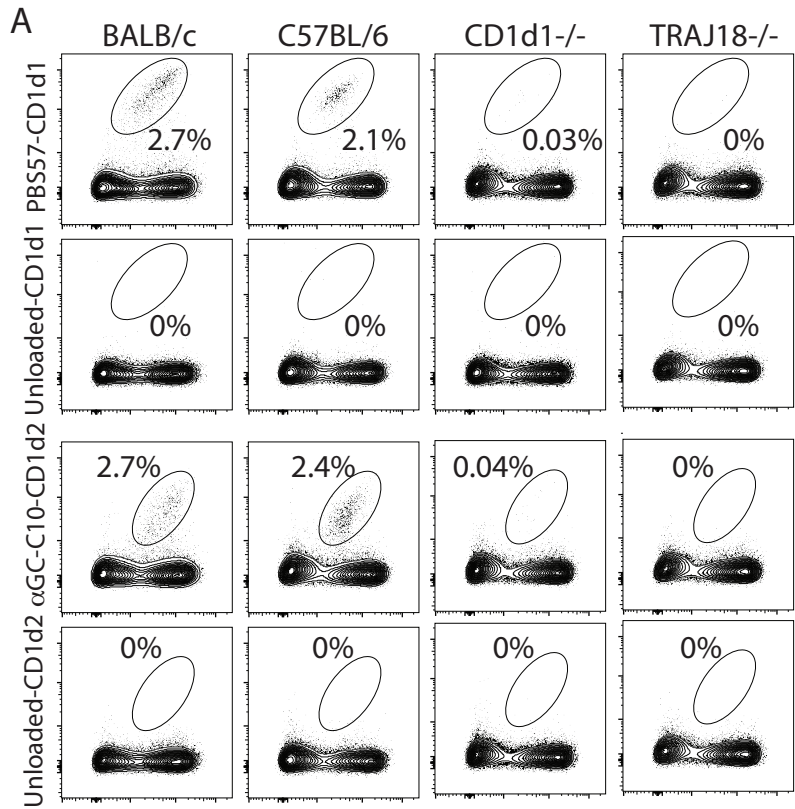 A
BALB/c C57BL/6 CD1d1-/- TRAJ18-/-
PBS57-CD1d1
2.7% 2.1% 0.03% 0%
Unloaded-CD1d1
0% 0% 0% 0%
αGC-C10-CD1d2
2.7% 2.4% 0.04% 0%
Unloaded-CD1d2
0% 0% 0% 0%